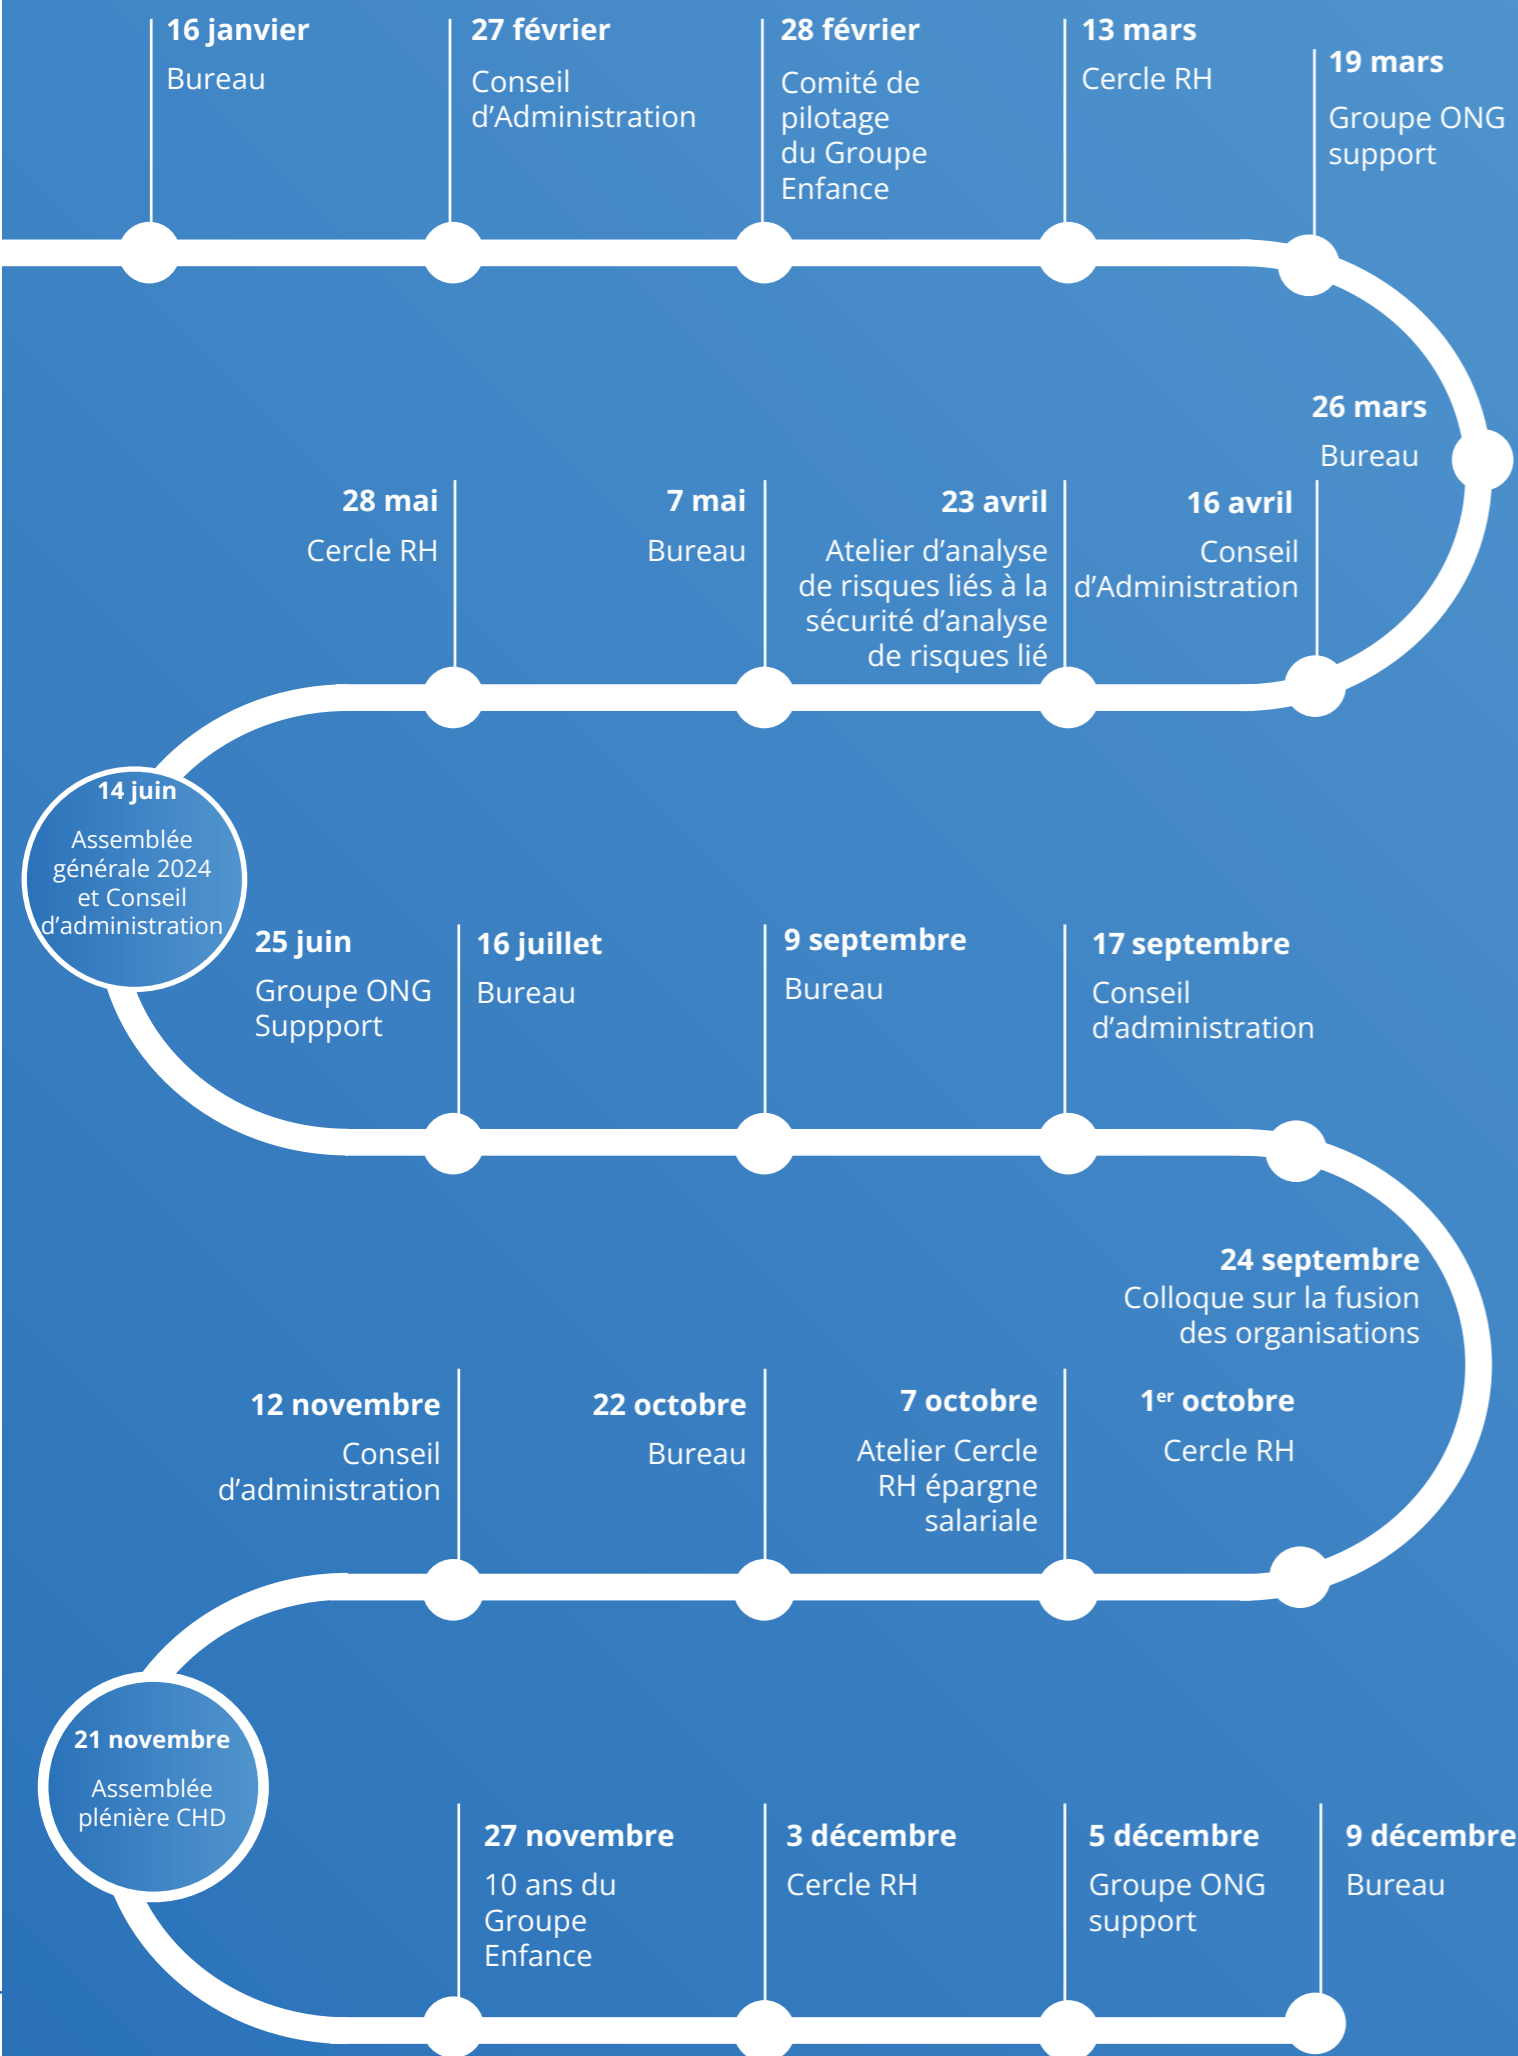 16 janvier
Bureau
27 février
Conseil
d’Administration
28 février
Comité de
pilotage
du Groupe
Enfance
13 mars
Cercle RH
19 mars
Groupe ONG
support
26 mars
Bureau
16 avril
Conseil
d’Administration
23 avril
Atelier d’analyse
de risques liés à la
sécurité d’analyse
de risques lié
7 mai
Bureau
28 mai
Cercle RH
14 juin
Assemblée
générale 2024
et Conseil
d’administration
25 juin
Groupe ONG
Suppport
16 juillet
Bureau
9 septembre
Bureau
17 septembre
Conseil
d’administration
24 septembre
Colloque sur la fusion
des organisations
1er octobre
Cercle RH
7 octobre
Atelier Cercle
RH épargne
salariale
22 octobre
Bureau
12 novembre
Conseil
d’administration
21 novembre
Assemblée
plénière CHD
27 novembre
10 ans du
Groupe
Enfance
3 décembre
Cercle RH
5 décembre
Groupe ONG
support
9 décembre
Bureau